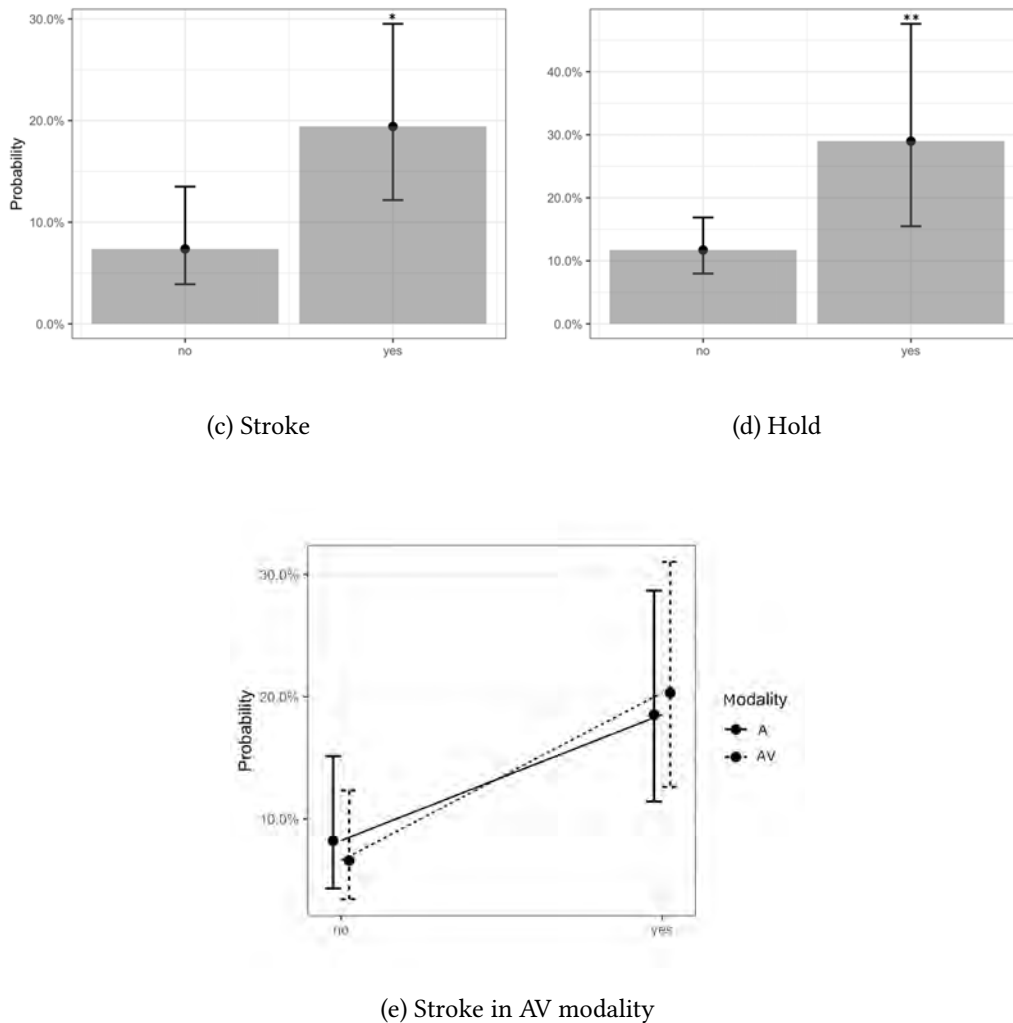 30.0%
20.0%
10.0%
0.0%
Probability
*
no yes
(c) Stroke
40.0%
30.0%
20.0%
10.0%
0.0%
**
no yes
(d) Hold
30.0%
20.0%
10.0%
Probability
no yes
Modality
A
AV
(e) Stroke in AV modality